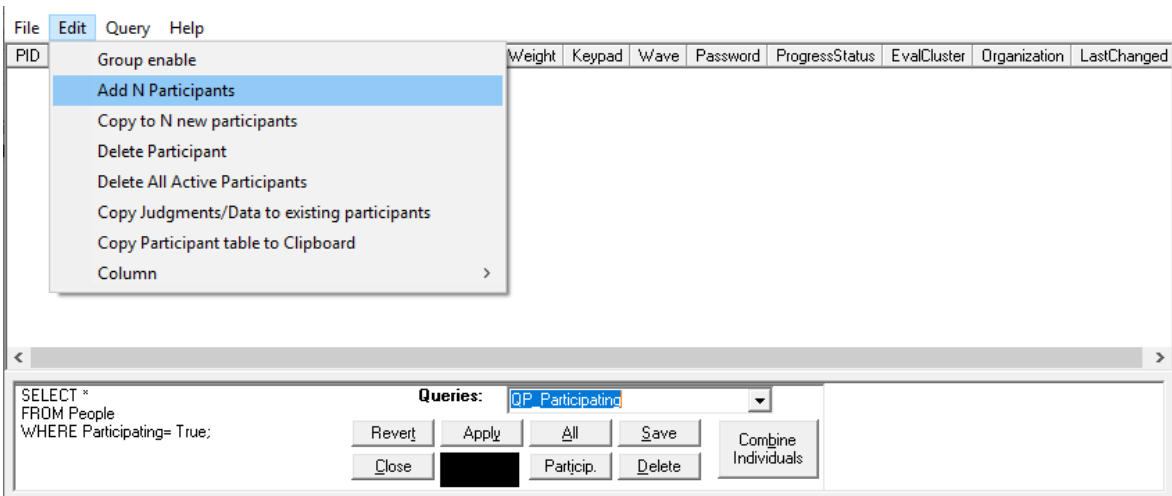 File Edit Query Help
PID Weight Keypad Wave Password ProgressStatus EvalCluster Organization LastChanged
Group enable
Add N Participants
Copy to N new participants
Delete Participant
Delete All Active Participants
Copy Judgments/Data to existing participants
Copy Participant table to Clipboard
Column
SELECT *
FROM People
WHERE Participating= True;
Queries: QP_Participating
Revert Apply All Save
Combine Individuals
Close Particip. Delete